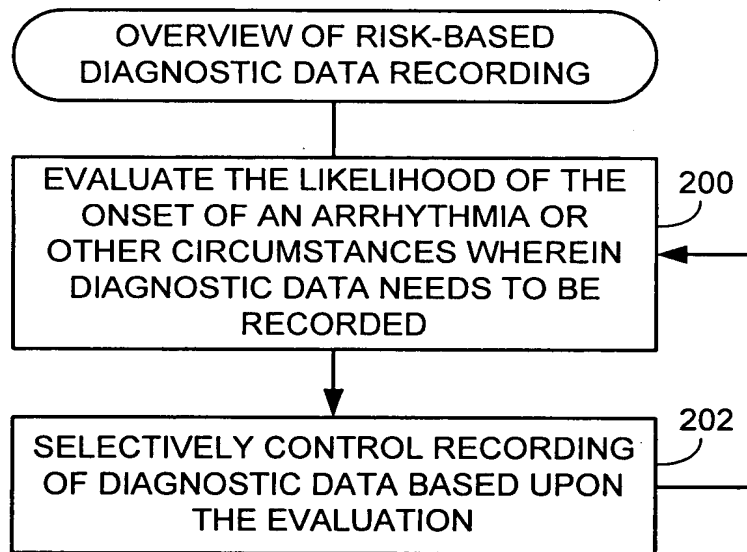 OVERVIEW OF RISK-BASED
DIAGNOSTIC DATA RECORDING
EVALUATE THE LIKELIHOOD OF THE
ONSET OF AN ARRHYTHMIA OR
OTHER CIRCUMSTANCES WHEREIN
DIAGNOSTIC DATA NEEDS TO BE
RECORDED
200
SELECTIVELY CONTROL RECORDING
OF DIAGNOSTIC DATA BASED UPON
THE EVALUATION
202